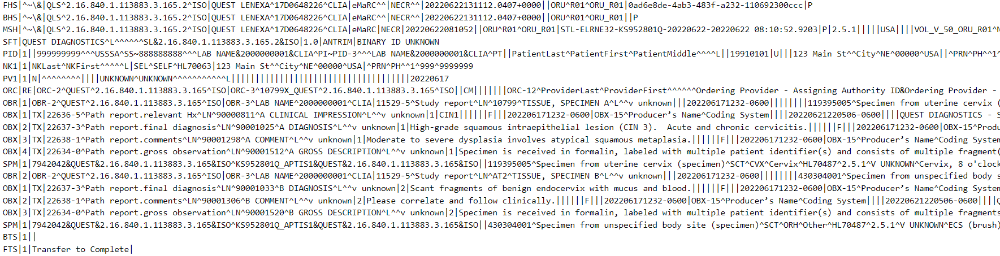 FHS|^~\&|QLS^2.16.840.1.113883.3.165.2^ISO|QUEST LENEXA^17D0648226^CLIA|eMaRC^^|NECR^^|20220622131112.0407+0000||ORU^R01^ORU_R01|0ad6e8de-4ab3-483f-a232-110692300ccc|P
BHS|^~\&|QLS^2.16.840.1.113883.3.165.2^ISO|QUEST LENEXA^17D0648226^CLIA|eMaRC^^|NECR^^|20220622131112.0407+0000||ORU^R01^ORU_R01||P
MSH|^~\&|QLS^2.16.840.1.113883.3.165.2^ISO|QUEST LENEXA^17D0648226^CLIA|eMaRC|NECR|20220622081052||ORU^R01^ORU_R01|STL-ELRNE32-KS952801Q-20220622-20220622 08:10:52.9203|P|2.5.1|||||USA||||VOL_V_50_ORU_R01^N
SFT|QUEST DIAGNOSTICS^L^^^^^^SL&2.16.840.1.113883.3.165.2&ISO|1.0|ANTRIM|BINARY ID UNKNOWN
PID|1||999999999^^^USSSA^SS~888888888^^^LAB NAME&2000000001&CLIA^PI~PID-3^^^LAB NAME&2000000001&CLIA^PT||PatientLast^PatientFirst^PatientMiddle^^^^L||19910101|U|||123 Main St^^City^NE^00000^USA||^PRN^PH^^1^
NK1|1|NKLast^NKFirst^^^^^L|SEL^SELF^HL70063|123 Main St^^City^NE^00000^USA|^PRN^PH^^1^999^9999999
PV1|1|N|^^^^^^^^||||UNKNOWN^UNKNOWN^^^^^^^^^^^L|||||||||||||||||||||||||||||||||||||20220617
ORC|RE|ORC-2^QUEST^2.16.840.1.113883.3.165^ISO|ORC-3^10799X_QUEST^2.16.840.1.113883.3.165^ISO||CM|||||||ORC-12^ProviderLast^ProviderFirst^^^^^^Ordering Provider - Assigning Authority ID&Ordering Provider -
OBR|1|OBR-2^QUEST^2.16.840.1.113883.3.165^ISO|OBR-3^LAB NAME^2000000001^CLIA|11529-5^Study report^LN^10799^TISSUE, SPECIMEN A^L^^v unknown|||202206171232-0600||||||||119395005^Specimen from uterine cervix (
OBX|1|TX|22636-5^Path report.relevant Hx^LN^90000811^A CLINICAL IMPRESSION^L^^v unknown|1|CIN1||||||F|||202206171232-0600|OBX-15^Producer’s Name^Coding System||||20220621220506-0600||||QUEST DIAGNOSTICS - S
OBX|2|TX|22637-3^Path report.final diagnosis^LN^90001025^A DIAGNOSIS^L^^v unknown|1|High-grade squamous intraepithelial lesion (CIN 3).  Acute and chronic cervicitis.||||||F|||202206171232-0600|OBX-15^Produ
OBX|3|TX|22638-1^Path report.comments^LN^90001298^A COMMENT^L^^v unknown|1|Moderate to severe dysplasia involves atypical squamous metaplasia.||||||F|||202206171232-0600|OBX-15^Producer’s Name^Coding System
OBX|4|TX|22634-0^Path report.gross observation^LN^90001512^A GROSS DESCRIPTION^L^^v unknown|1|Specimen is received in formalin, labeled with multiple patient identifier(s) and consists of multiple fragment(
SPM|1|7942042&QUEST&2.16.840.1.113883.3.165&ISO^KS952801Q_APTIS1&QUEST&2.16.840.1.113883.3.165&ISO||119395005^Specimen from uterine cervix (specimen)^SCT^CVX^Cervix^HL70487^2.5.1^V UNKNOWN^Cervix, 8 o'clock
OBR|2|OBR-2^QUEST^2.16.840.1.113883.3.165^ISO|OBR-3^LAB NAME^2000000001^CLIA|11529-5^Study report^LN^AT2^TISSUE, SPECIMEN B^L^^v unknown|||202206171232-0600||||||||430304001^Specimen from unspecified body s
OBX|1|TX|22637-3^Path report.final diagnosis^LN^90001033^B DIAGNOSIS^L^^v unknown|2|Scant fragments of benign endocervix with mucus and blood.||||||F|||202206171232-0600|OBX-15^Producer’s Name^Coding System
OBX|2|TX|22638-1^Path report.comments^LN^90001306^B COMMENT^L^^v unknown|2|Please correlate and follow clinically.||||||F|||202206171232-0600|OBX-15^Producer’s Name^Coding System||||20220621220506-0600||||Q
OBX|3|TX|22634-0^Path report.gross observation^LN^90001520^B GROSS DESCRIPTION^L^^v unknown|2|Specimen is received in formalin, labeled with multiple patient identifier(s) and consists of multiple fragments
SPM|1|7942042&QUEST&2.16.840.1.113883.3.165&ISO^KS952801Q_APTIS1&QUEST&2.16.840.1.113883.3.165&ISO||430304001^Specimen from unspecified body site (specimen)^SCT^ORH^Other^HL70487^2.5.1^V UNKNOWN^ECS (brush)
BTS|1||
FTS|1|Transfer to Complete|